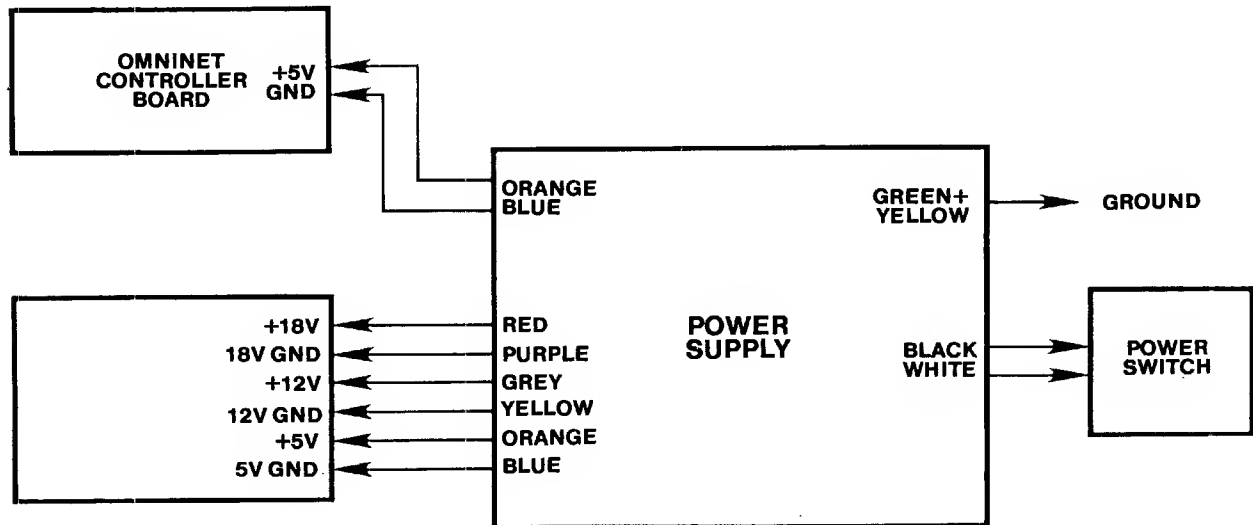 OMNINET
CONTROLLER
BOARD
+5V
GND
ORANGE
BLUE
GREEN+
YELLOW
GROUND
+18V
18V GND
+12V
12V GND
+5V
5V GND
RED
PURPLE
GREY
YELLOW
ORANGE
BLUE
POWER
SUPPLY
BLACK
WHITE
POWER
SWITCH